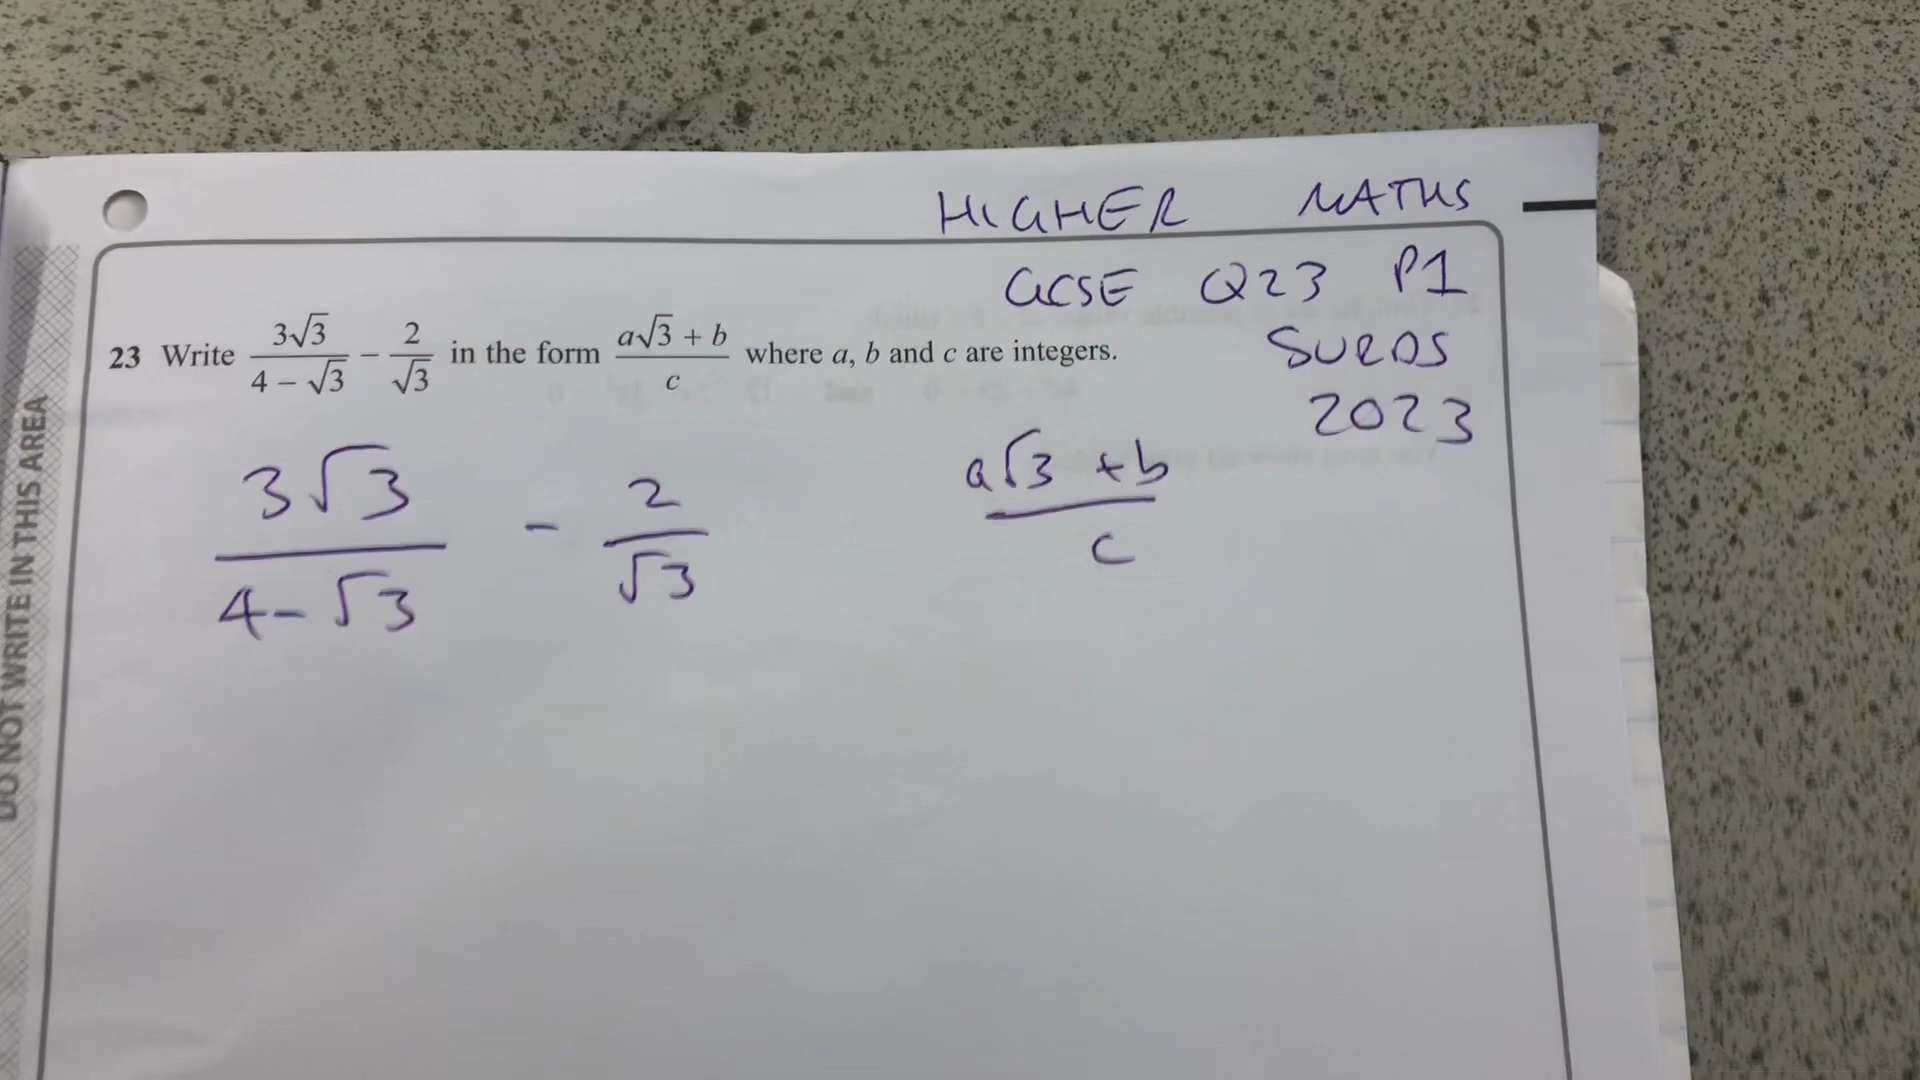 HIGHER MATHS
GCSE Q23 P1
SURDS
2023
23 Write 3√3/(4 − √3) − 2/√3 in the form (a√3 + b)/c where a, b and c are integers.
3√3/(4-√3) - 2/√3
(a√3 +b)/c
DO NOT WRITE IN THIS AREA